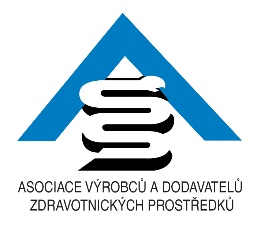 ASOCIACE VÝROBCŮ A DODAVATELŮ
ZDRAVOTNICKÝCH PROSTŘEDKŮ